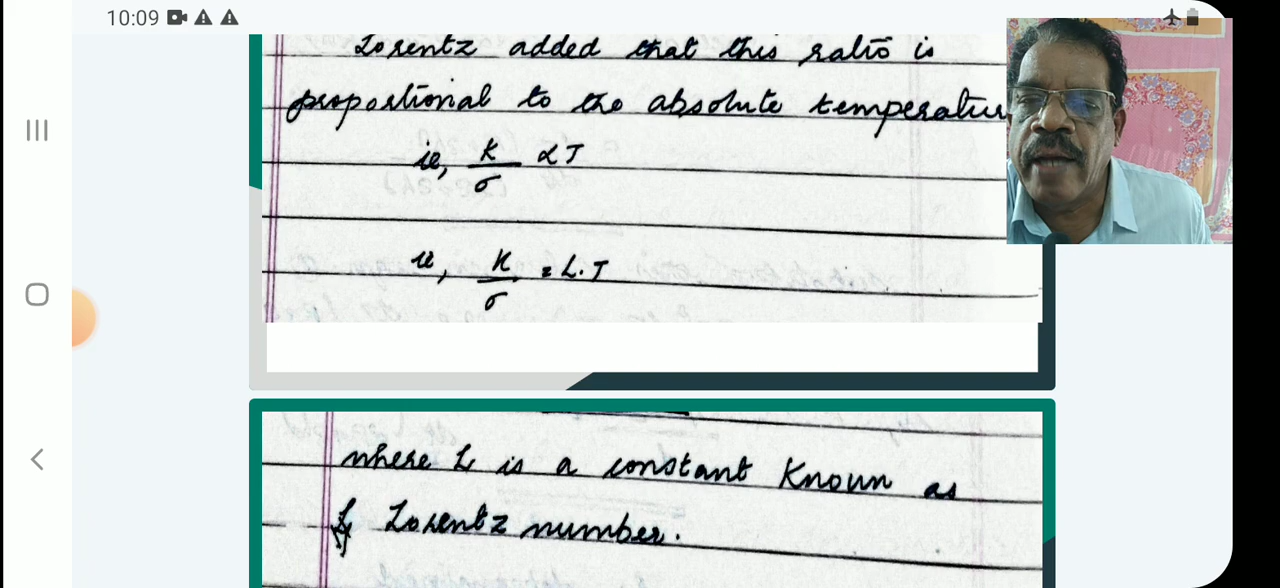 10:09
Lorentz added that this ratio is
proportional to the absolute temperatur
ie, K/σ ∝ T
ie, K/σ = L.T
where L is a constant Known as
Lorentz number.